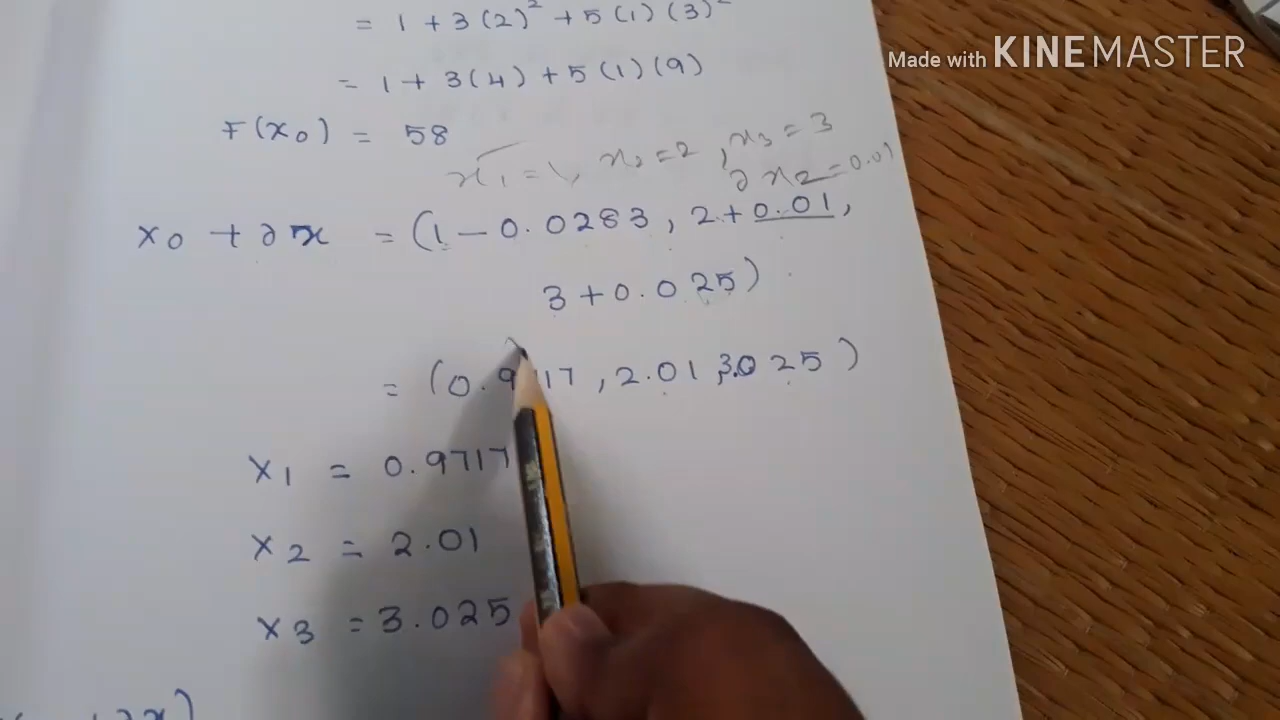 = 1 + 3 (2)² + 5 (1) (3)²
Made with KINEMASTER
= 1 + 3 (4) + 5 (1) (9)
F(x₀) = 58
x₁ = 1, x₂ = 2, x₃ = 3
∂x₂ = 0.01
x₀ + ∂x = (1 - 0.0283, 2 + 0.01,
3 + 0.025)
= (0.9717, 2.01, 3.025)
x₁ = 0.9717
x₂ = 2.01
x₃ = 3.025
+ ∂x)